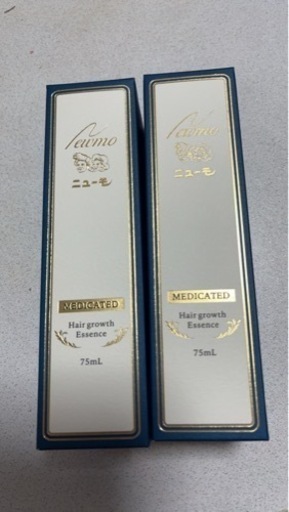 Newmo
ニューモ
MEDICATED
Hair growth
Essence
75mL
Newmo
ニューモ
MEDICATED
Hair growth
Essence
75mL